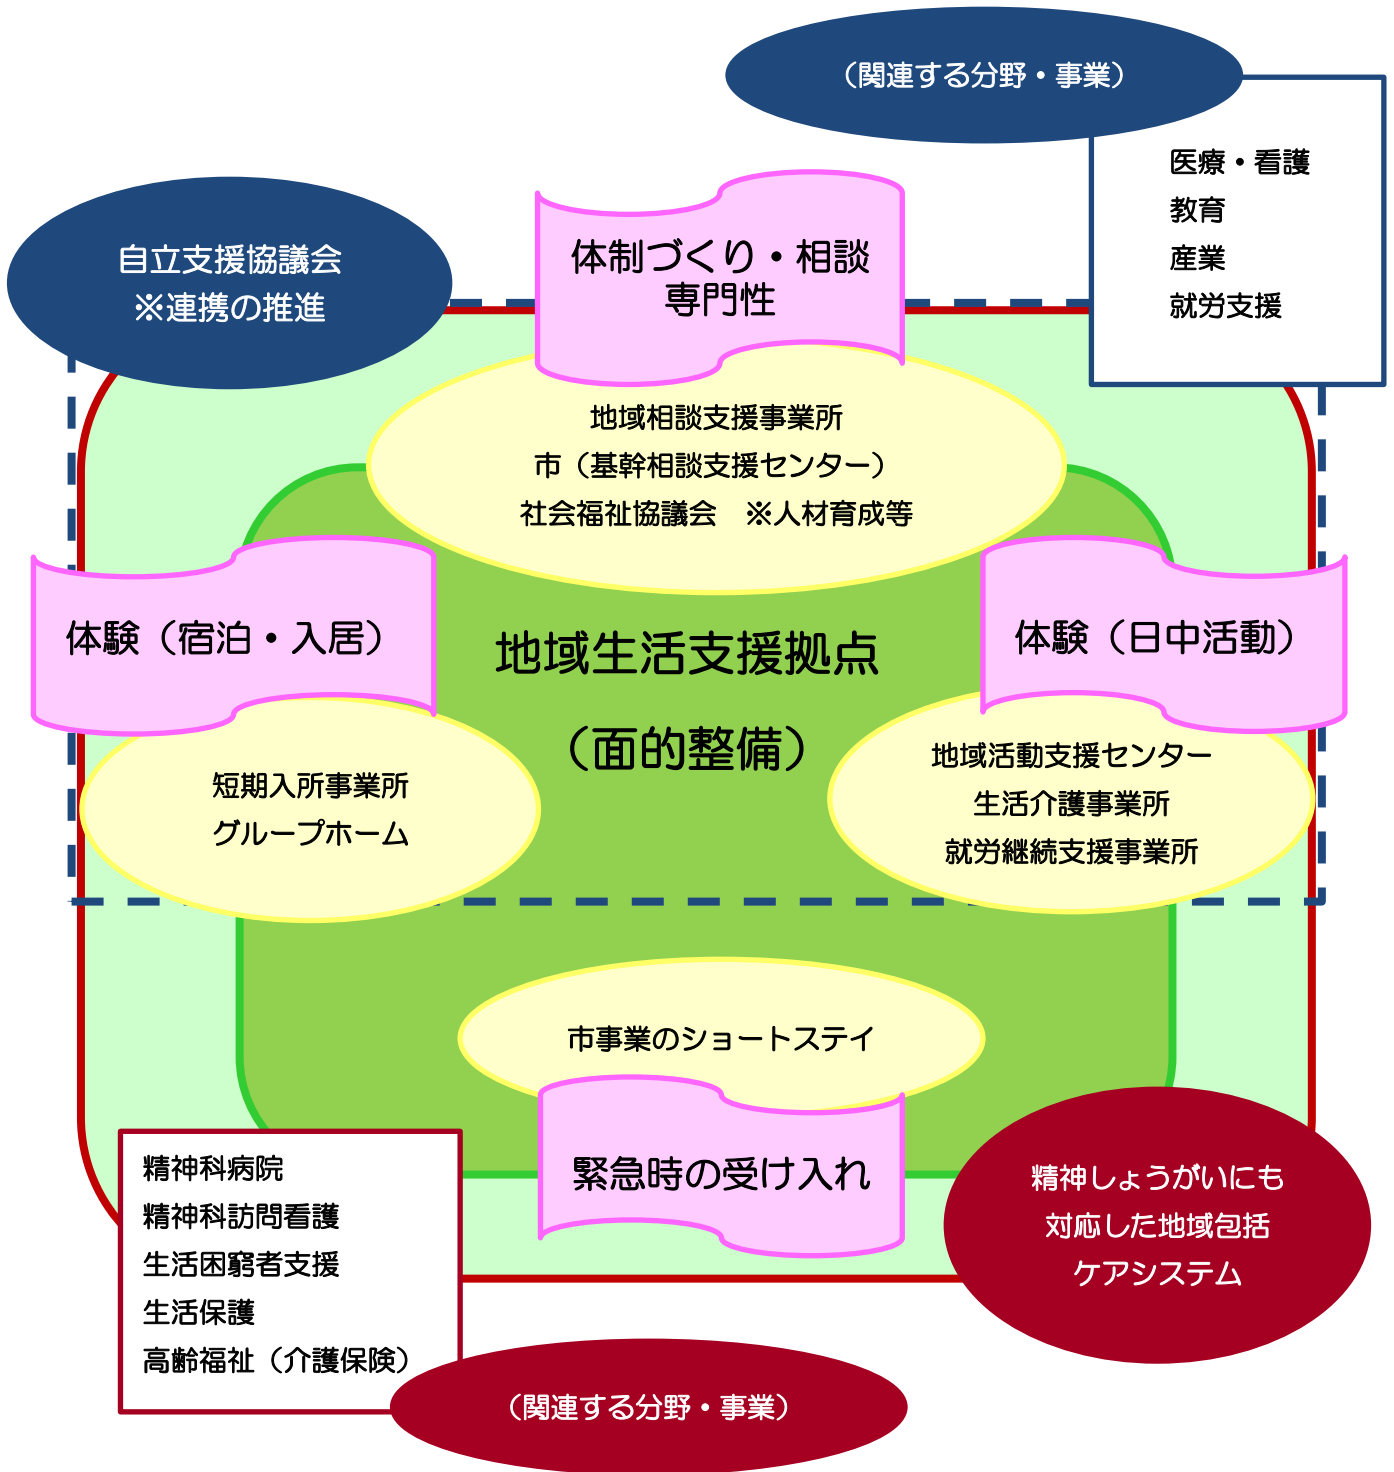 （関連する分野・事業）
医療・看護
教育
産業
就労支援
自立支援協議会
※連携の推進
体制づくり・相談
専門性
地域相談支援事業所
市（基幹相談支援センター）
社会福祉協議会　※人材育成等
体験（宿泊・入居）
地域生活支援拠点
（面的整備）
体験（日中活動）
短期入所事業所
グループホーム
地域活動支援センター
生活介護事業所
就労継続支援事業所
市事業のショートステイ
緊急時の受け入れ
精神科病院
精神科訪問看護
生活困窮者支援
生活保護
高齢福祉（介護保険）
精神しょうがいにも
対応した地域包括
ケアシステム
（関連する分野・事業）